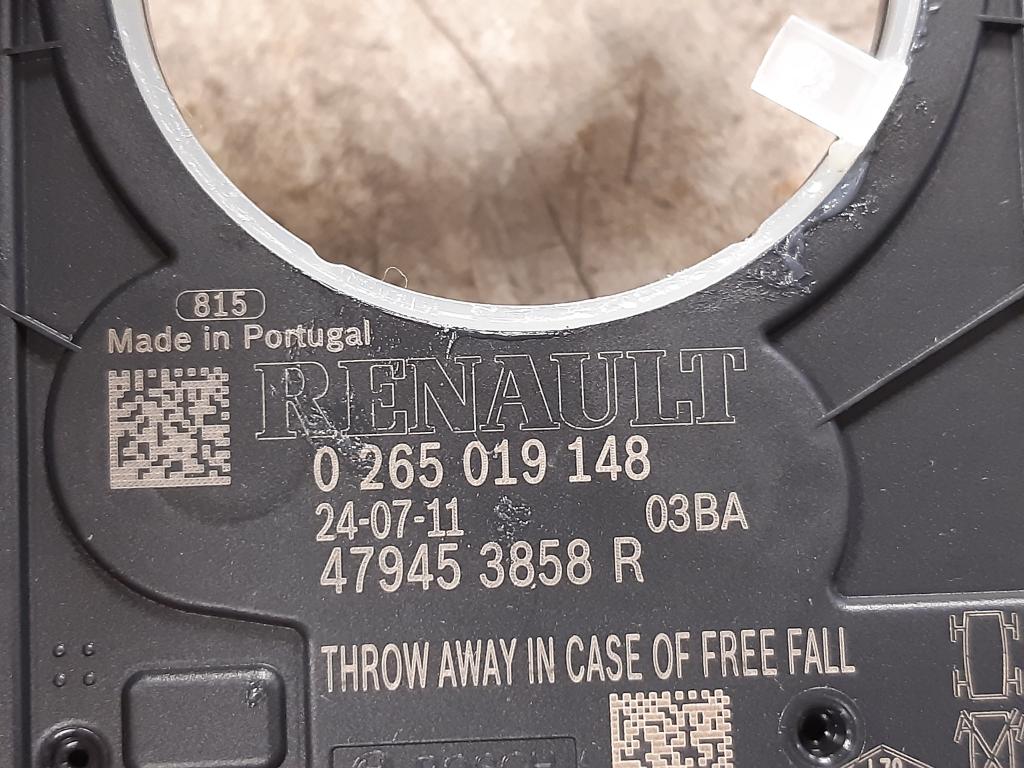 815
Made in Portugal
RENAULT
0 265 019 148
24-07-11 03BA
47945 3858 R
THROW AWAY IN CASE OF FREE FALL